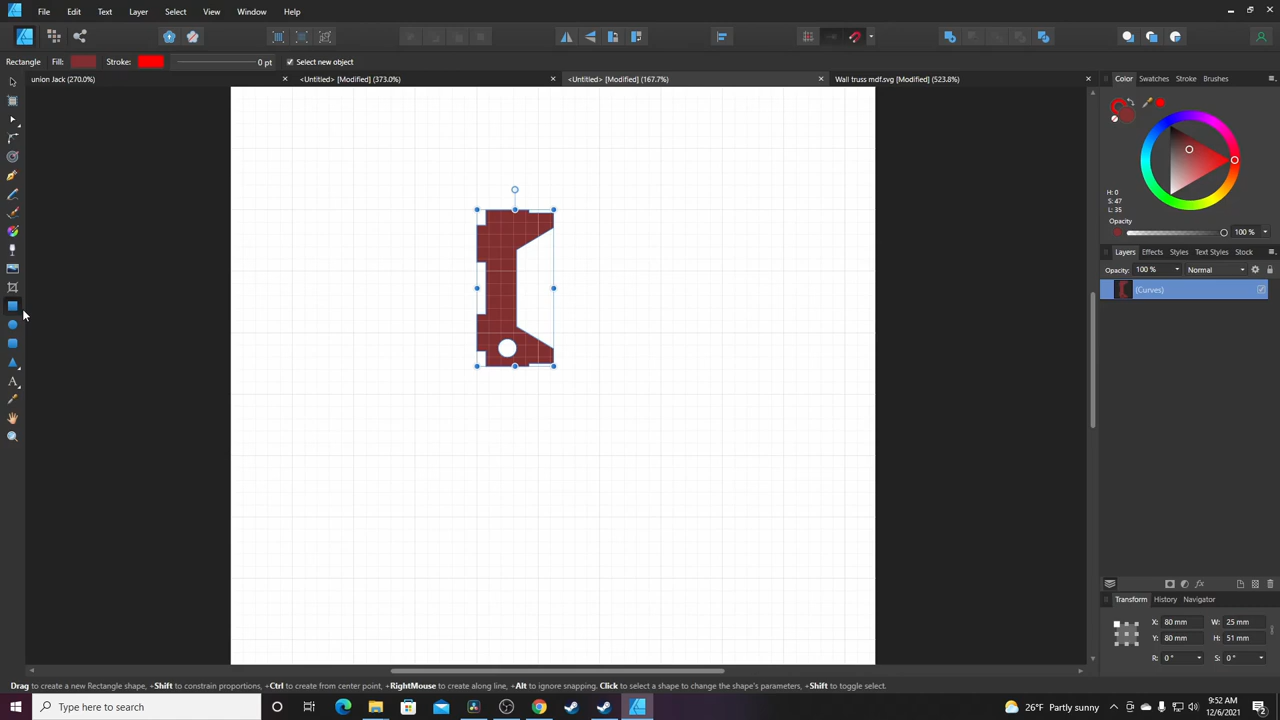 File Edit Text Layer Select View Window Help
Rectangle Fill: Stroke: 0 pt Select new object
union Jack (270.0%) <Untitled> [Modified] (373.0%) <Untitled> [Modified] (167.7%) Wall truss mdf.svg [Modified] (523.8%)
Color Swatches Stroke Brushes
H: 0
S: 47
L: 35
Opacity
100 %
Layers Effects Styles Text Styles Stock
Opacity: 100 % Normal
(Curves)
Transform History Navigator
X: 80 mm W: 25 mm
Y: 80 mm H: 51 mm
R: 0 ° S: 0 °
Drag to create a new Rectangle shape, +Shift to constrain proportions, +Ctrl to create from center point, +RightMouse to create along line, +Alt to ignore snapping. Click to select a shape to change the shape's parameters, +Shift to toggle select.
Type here to search
26°F Partly sunny
9:52 AM
12/6/2021